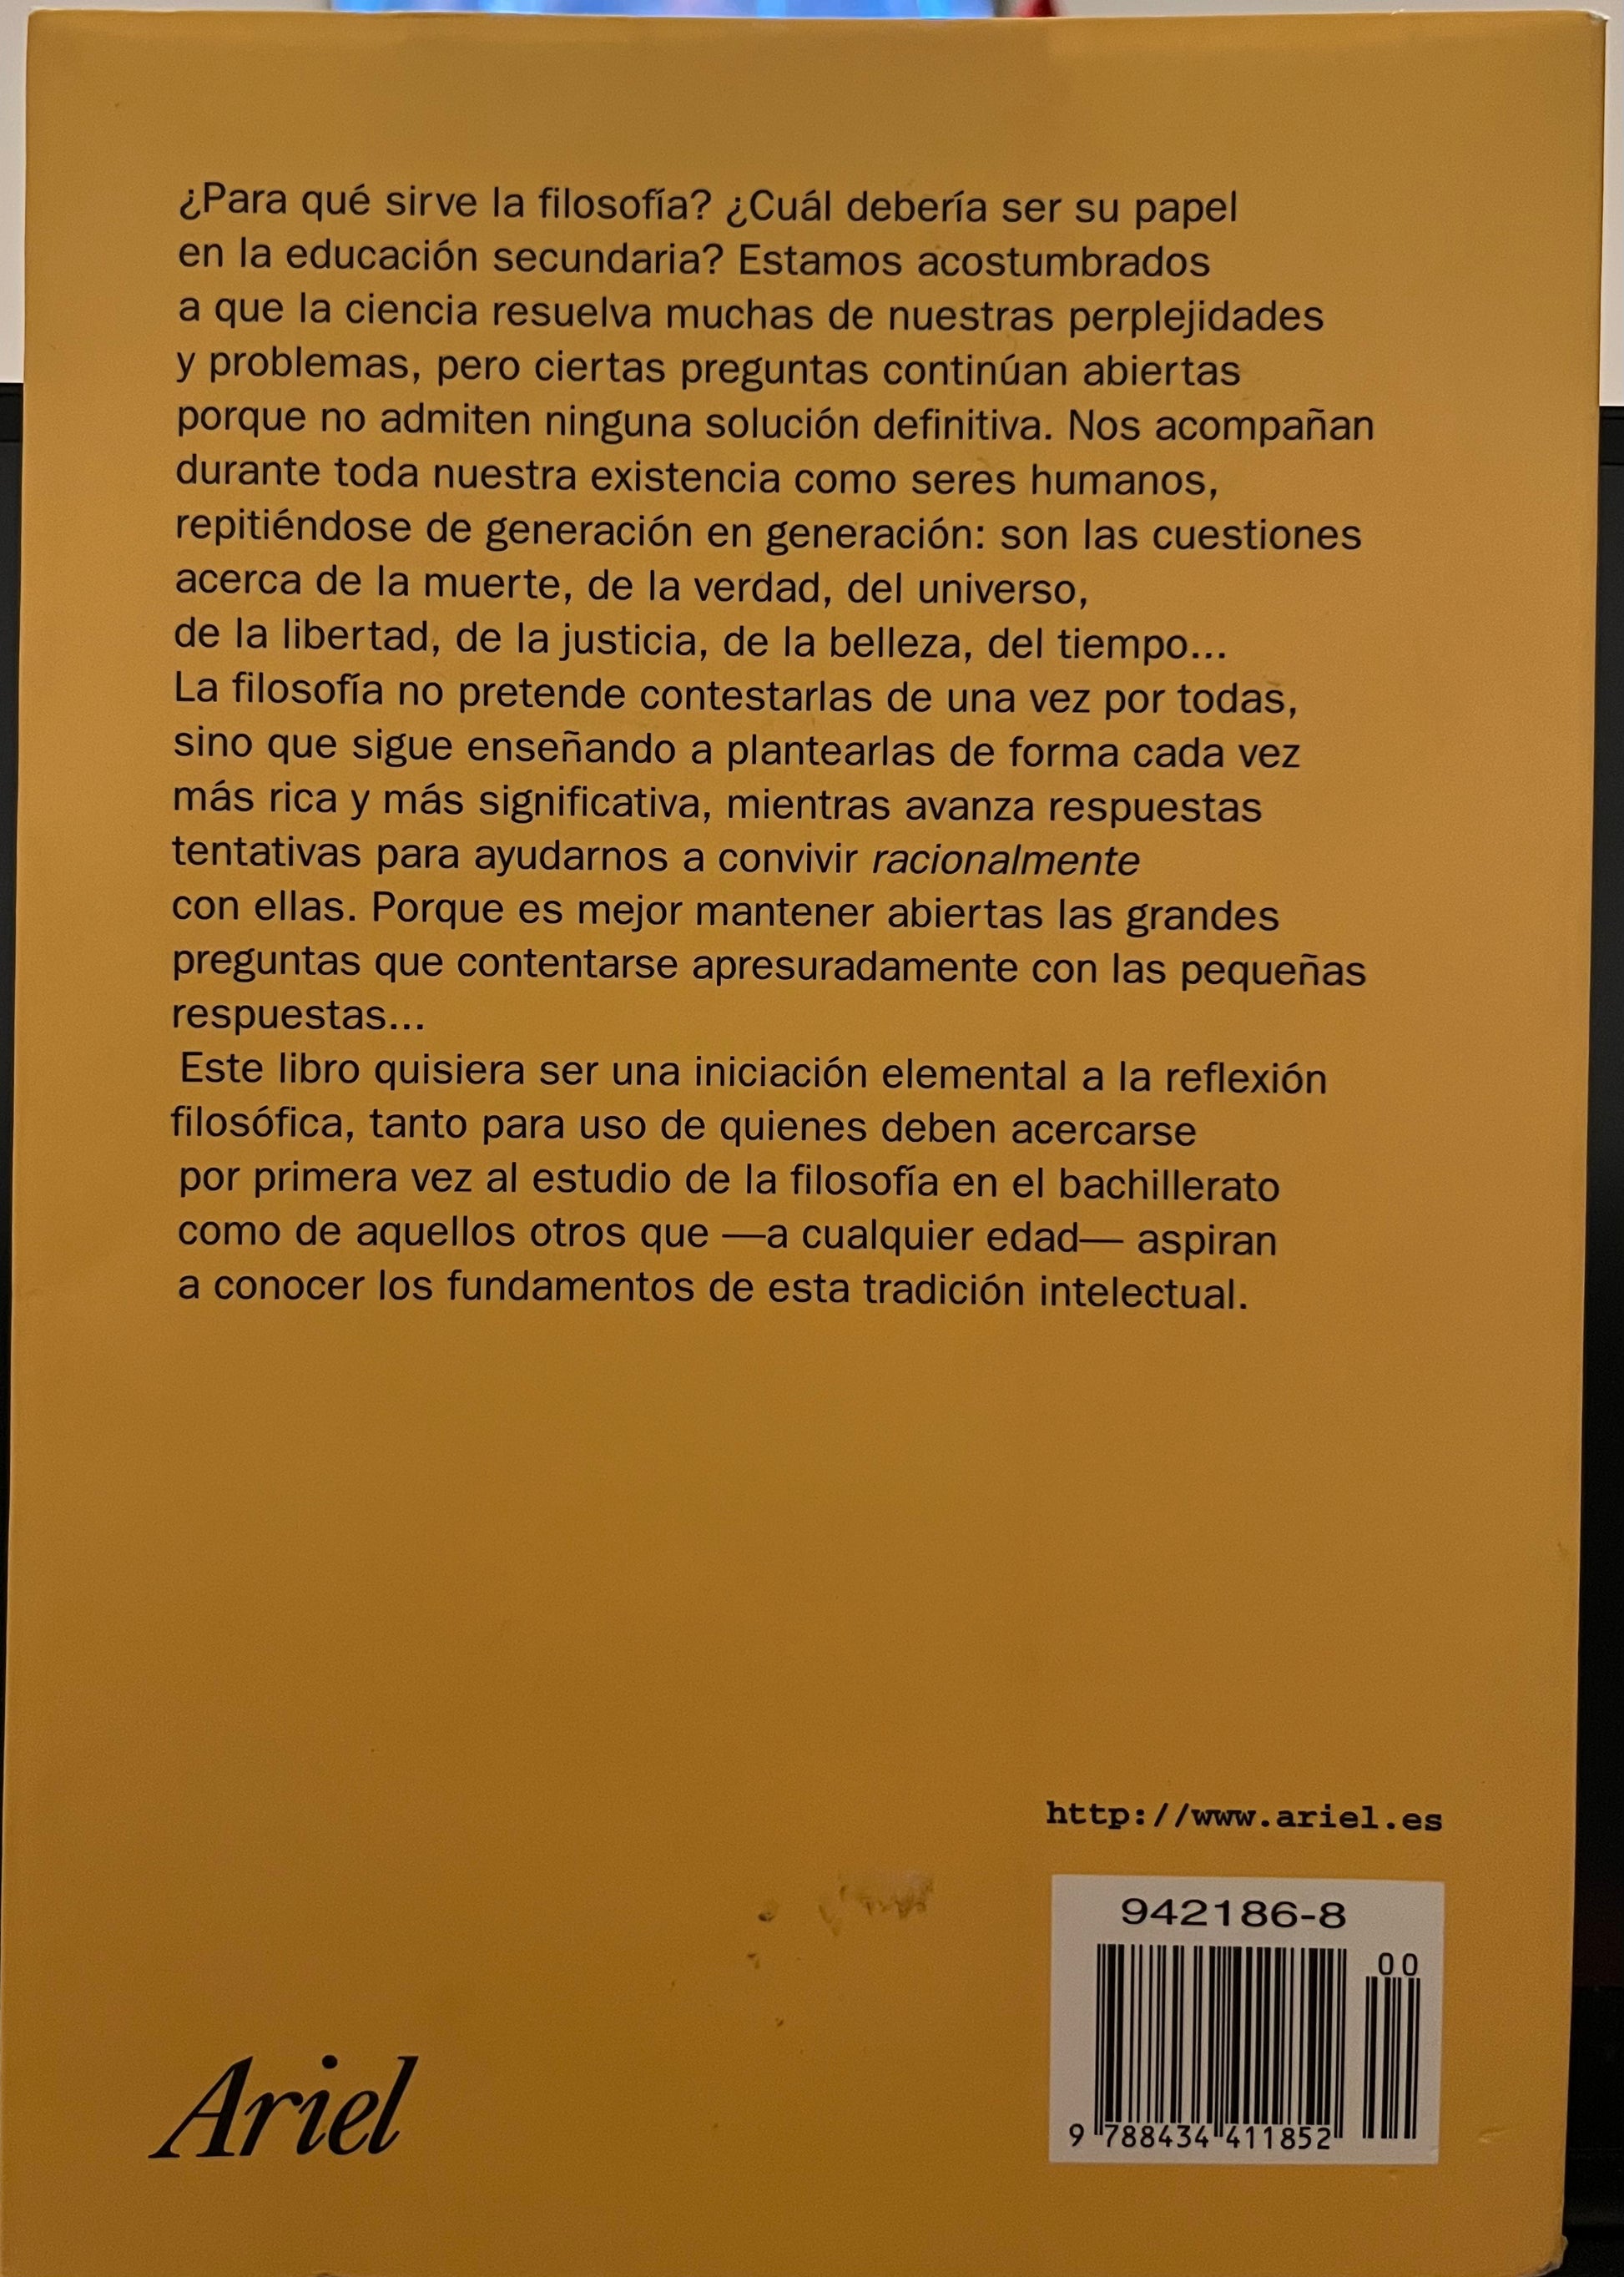 ¿Para qué sirve la filosofía? ¿Cuál debería ser su papel
en la educación secundaria? Estamos acostumbrados
a que la ciencia resuelva muchas de nuestras perplejidades
y problemas, pero ciertas preguntas continúan abiertas
porque no admiten ninguna solución definitiva. Nos acompañan
durante toda nuestra existencia como seres humanos,
repitiéndose de generación en generación: son las cuestiones
acerca de la muerte, de la verdad, del universo,
de la libertad, de la justicia, de la belleza, del tiempo...
La filosofía no pretende contestarlas de una vez por todas,
sino que sigue enseñando a plantearlas de forma cada vez
más rica y más significativa, mientras avanza respuestas
tentativas para ayudarnos a convivir racionalmente
con ellas. Porque es mejor mantener abiertas las grandes
preguntas que contentarse apresuradamente con las pequeñas
respuestas...
Este libro quisiera ser una iniciación elemental a la reflexión
filosófica, tanto para uso de quienes deben acercarse
por primera vez al estudio de la filosofía en el bachillerato
como de aquellos otros que —a cualquier edad— aspiran
a conocer los fundamentos de esta tradición intelectual.
http://www.ariel.es
942186-8
00
9 788434 411852
Ariel